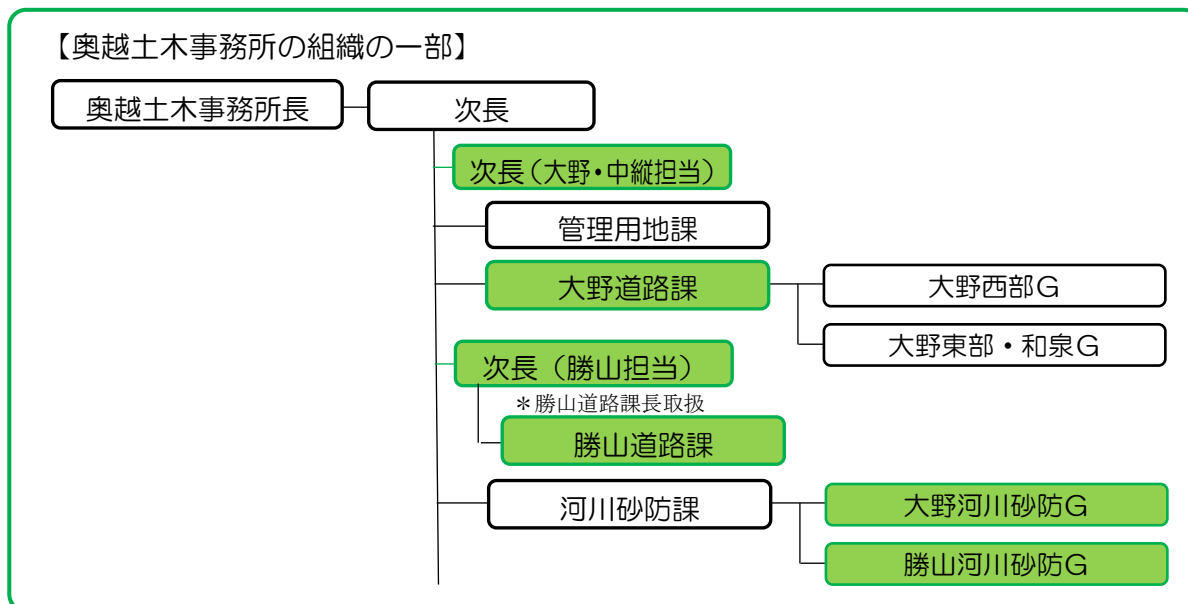 【奥越土木事務所の組織の一部】
奥越土木事務所長
次長
次長（大野・中縦担当）
管理用地課
大野道路課
大野西部G
大野東部・和泉G
次長（勝山担当）
＊勝山道路課長取扱
勝山道路課
河川砂防課
大野河川砂防G
勝山河川砂防G